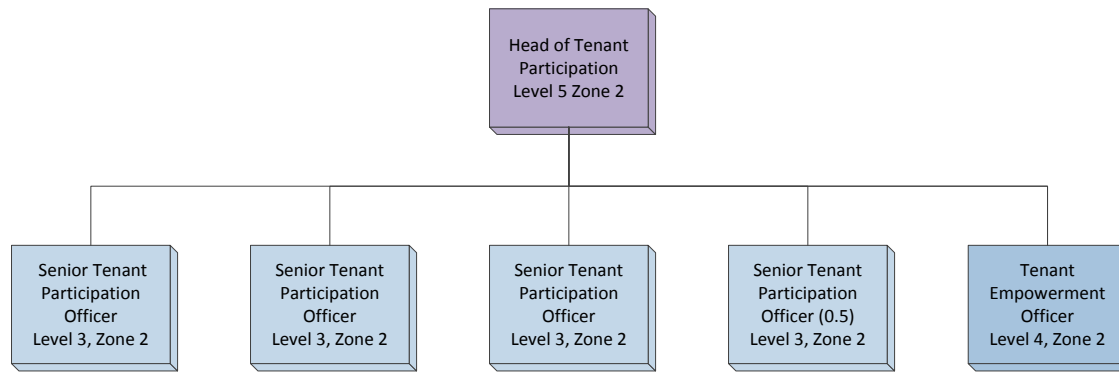 Head of Tenant
Participation
Level 5 Zone 2
Senior Tenant
Participation
Officer
Level 3, Zone 2
Senior Tenant
Participation
Officer
Level 3, Zone 2
Senior Tenant
Participation
Officer
Level 3, Zone 2
Senior Tenant
Participation
Officer (0.5)
Level 3, Zone 2
Tenant
Empowerment
Officer
Level 4, Zone 2